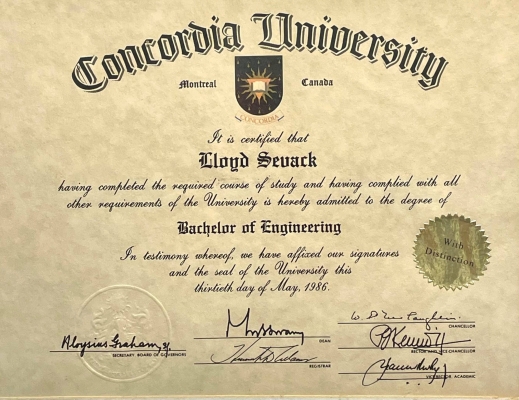 Concordia University
Montreal Canada
CONCORDIA
It is certified that
Lloyd Sevack
having completed the required course of study and having complied with all
other requirements of the University is hereby admitted to the degree of
Bachelor of Engineering
In testimony whereof, we have affixed our signatures
and the seal of the University this
thirtieth day of May, 1986.
With
Distinction
CHANCELLOR
Aloysius Graham
SECRETARY, BOARD OF GOVERNORS
DEAN
RECTOR AND VICE-CHANCELLOR
REGISTRAR
VICE-RECTOR, ACADEMIC